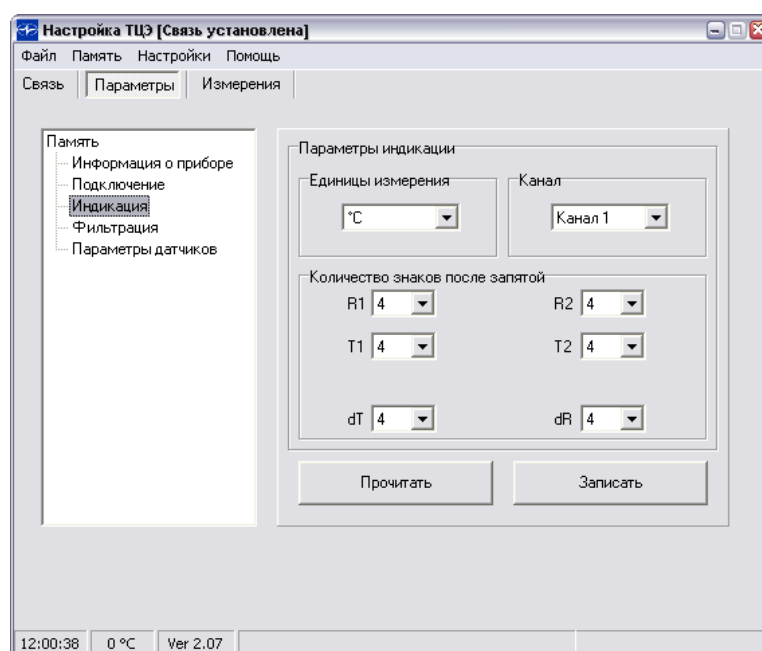 Настройка ТЦЭ [Связь установлена]
Файл Память Настройки Помощь
Связь Параметры Измерения
Память
Информация о приборе
Подключение
Индикация
Фильтрация
Параметры датчиков
Параметры индикации
Единицы измерения Канал
°C Канал 1
Количество знаков после запятой
R1 4 R2 4
T1 4 T2 4
dT 4 dR 4
Прочитать Записать
12:00:38 0 °C Ver 2.07